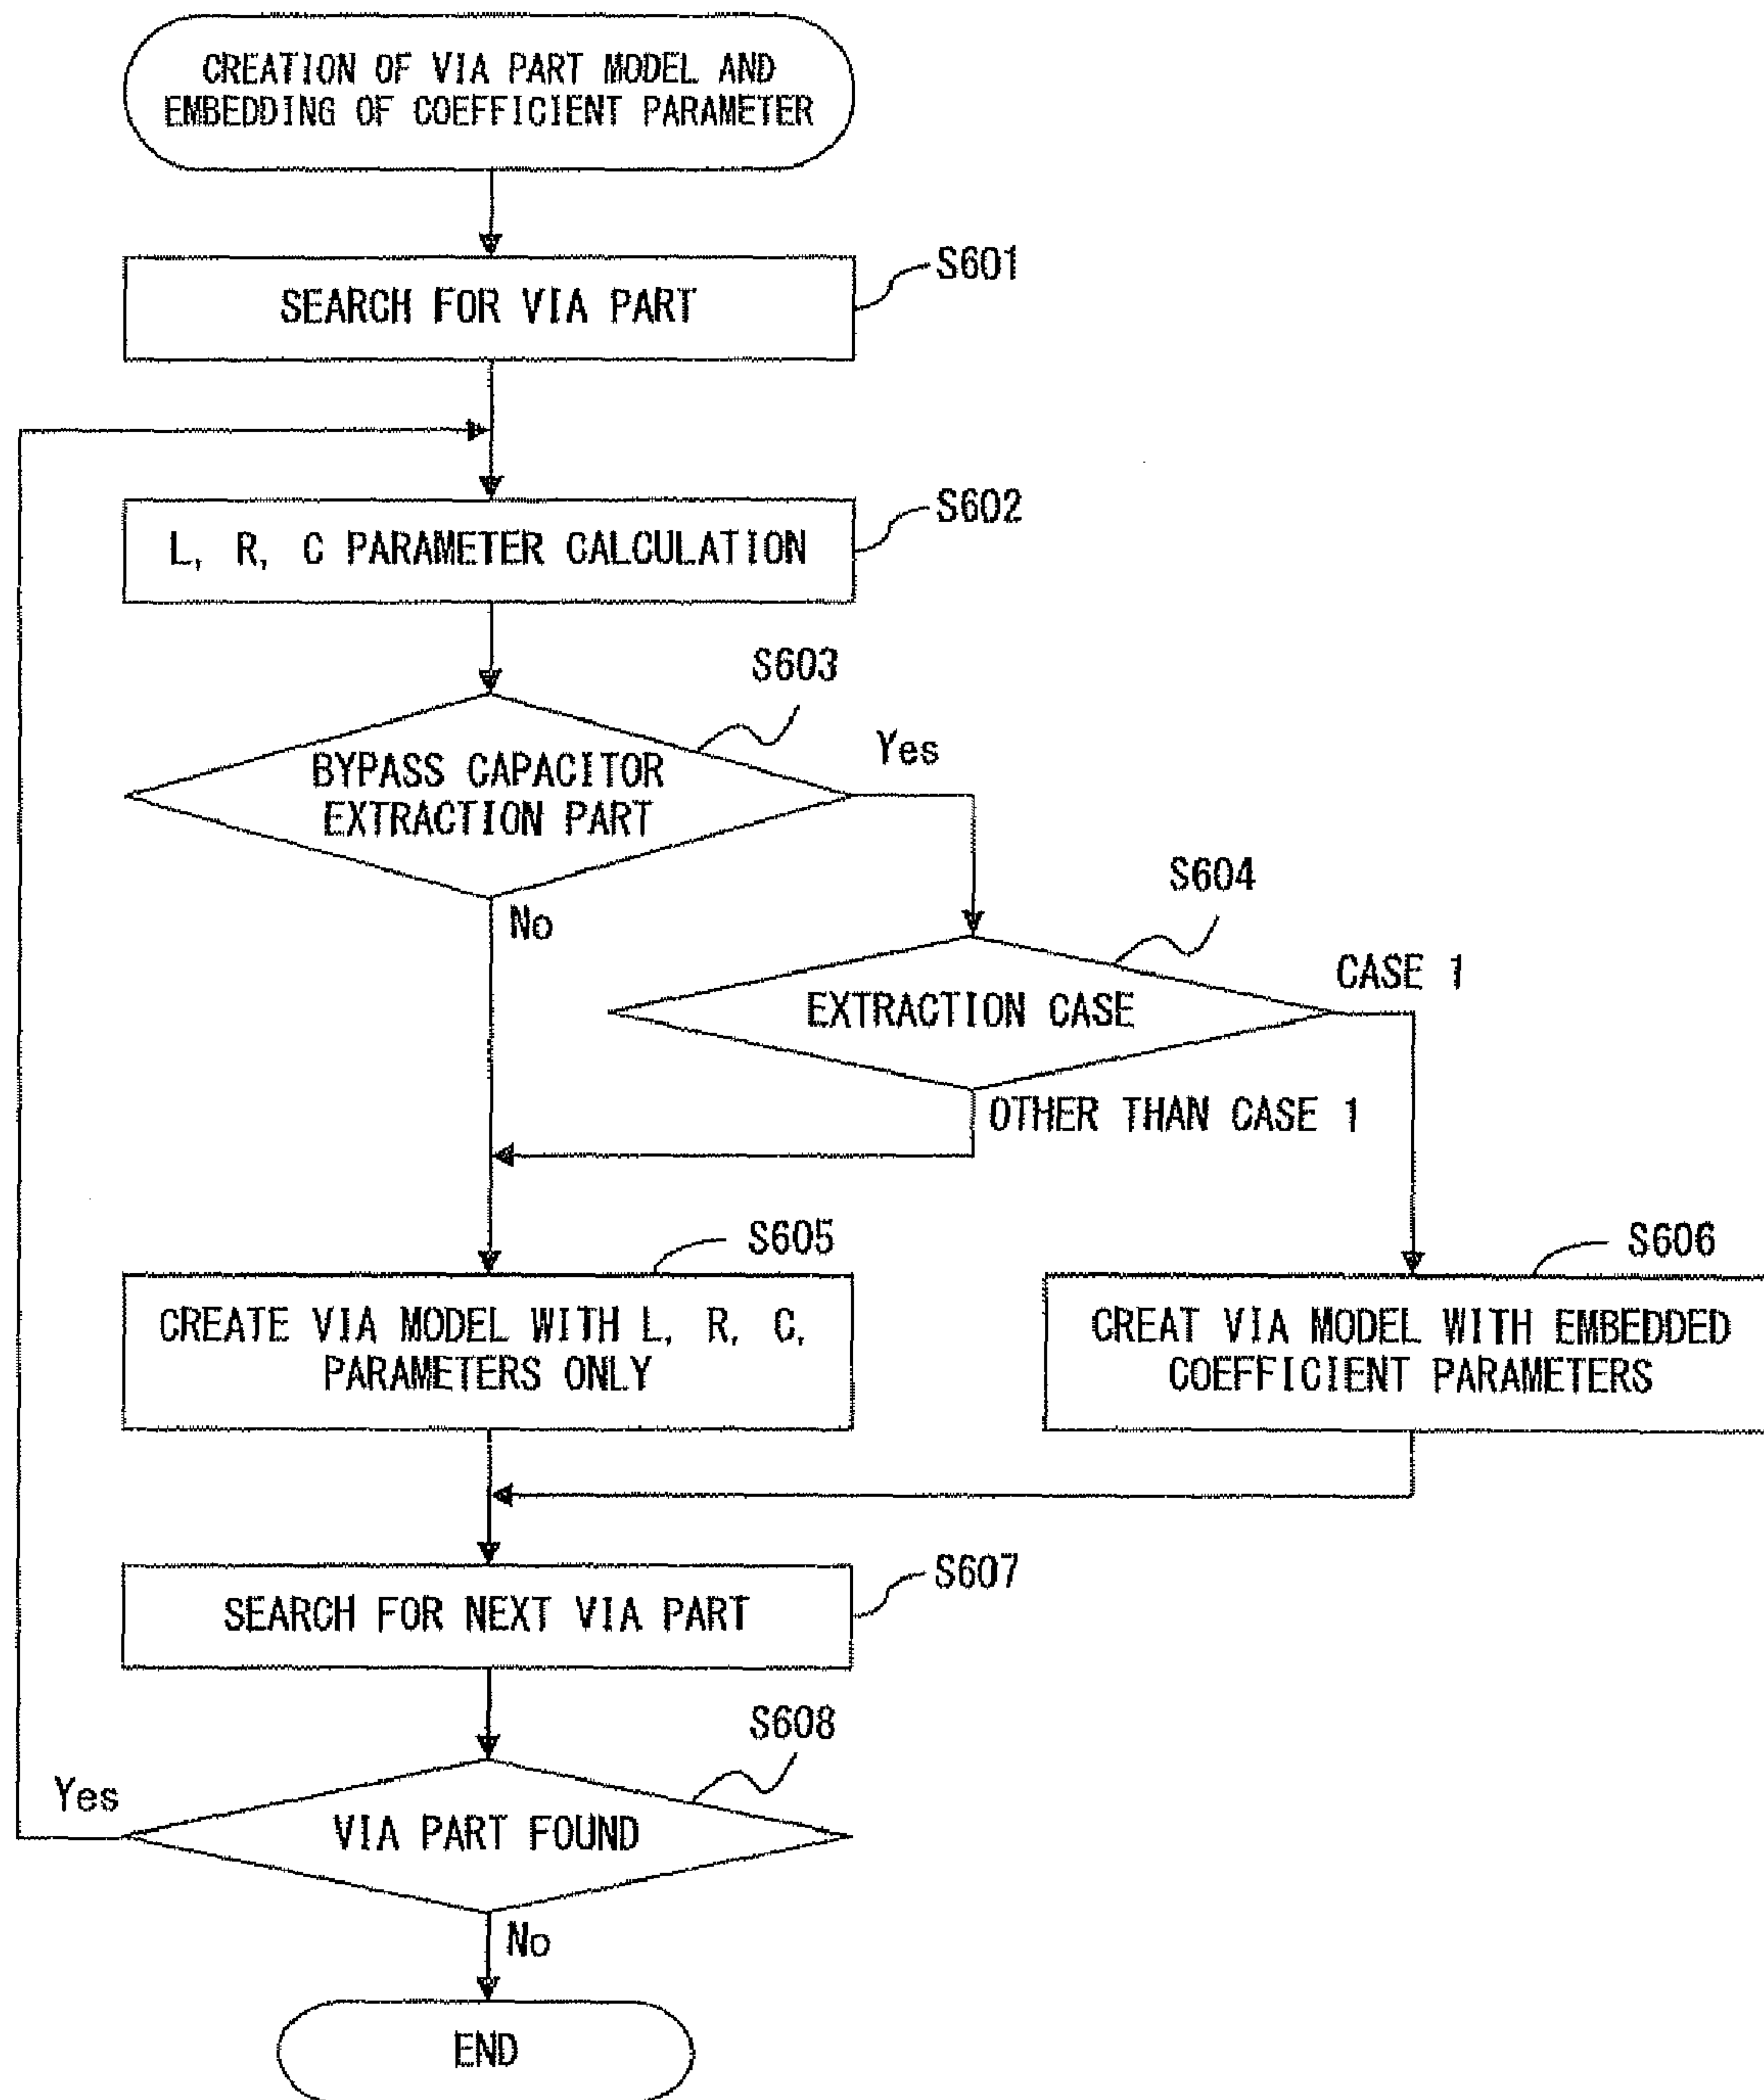 CREATION OF VIA PART MODEL AND
EMBEDDING OF COEFFICIENT PARAMETER
S601
SEARCH FOR VIA PART
S602
L, R, C PARAMETER CALCULATION
S603
BYPASS CAPACITOR
EXTRACTION PART
Yes
No
S604
EXTRACTION CASE
CASE 1
OTHER THAN CASE 1
S605
CREATE VIA MODEL WITH L, R, C,
PARAMETERS ONLY
S606
CREAT VIA MODEL WITH EMBEDDED
COEFFICIENT PARAMETERS
S607
SEARCH FOR NEXT VIA PART
S608
VIA PART FOUND
Yes
No
END